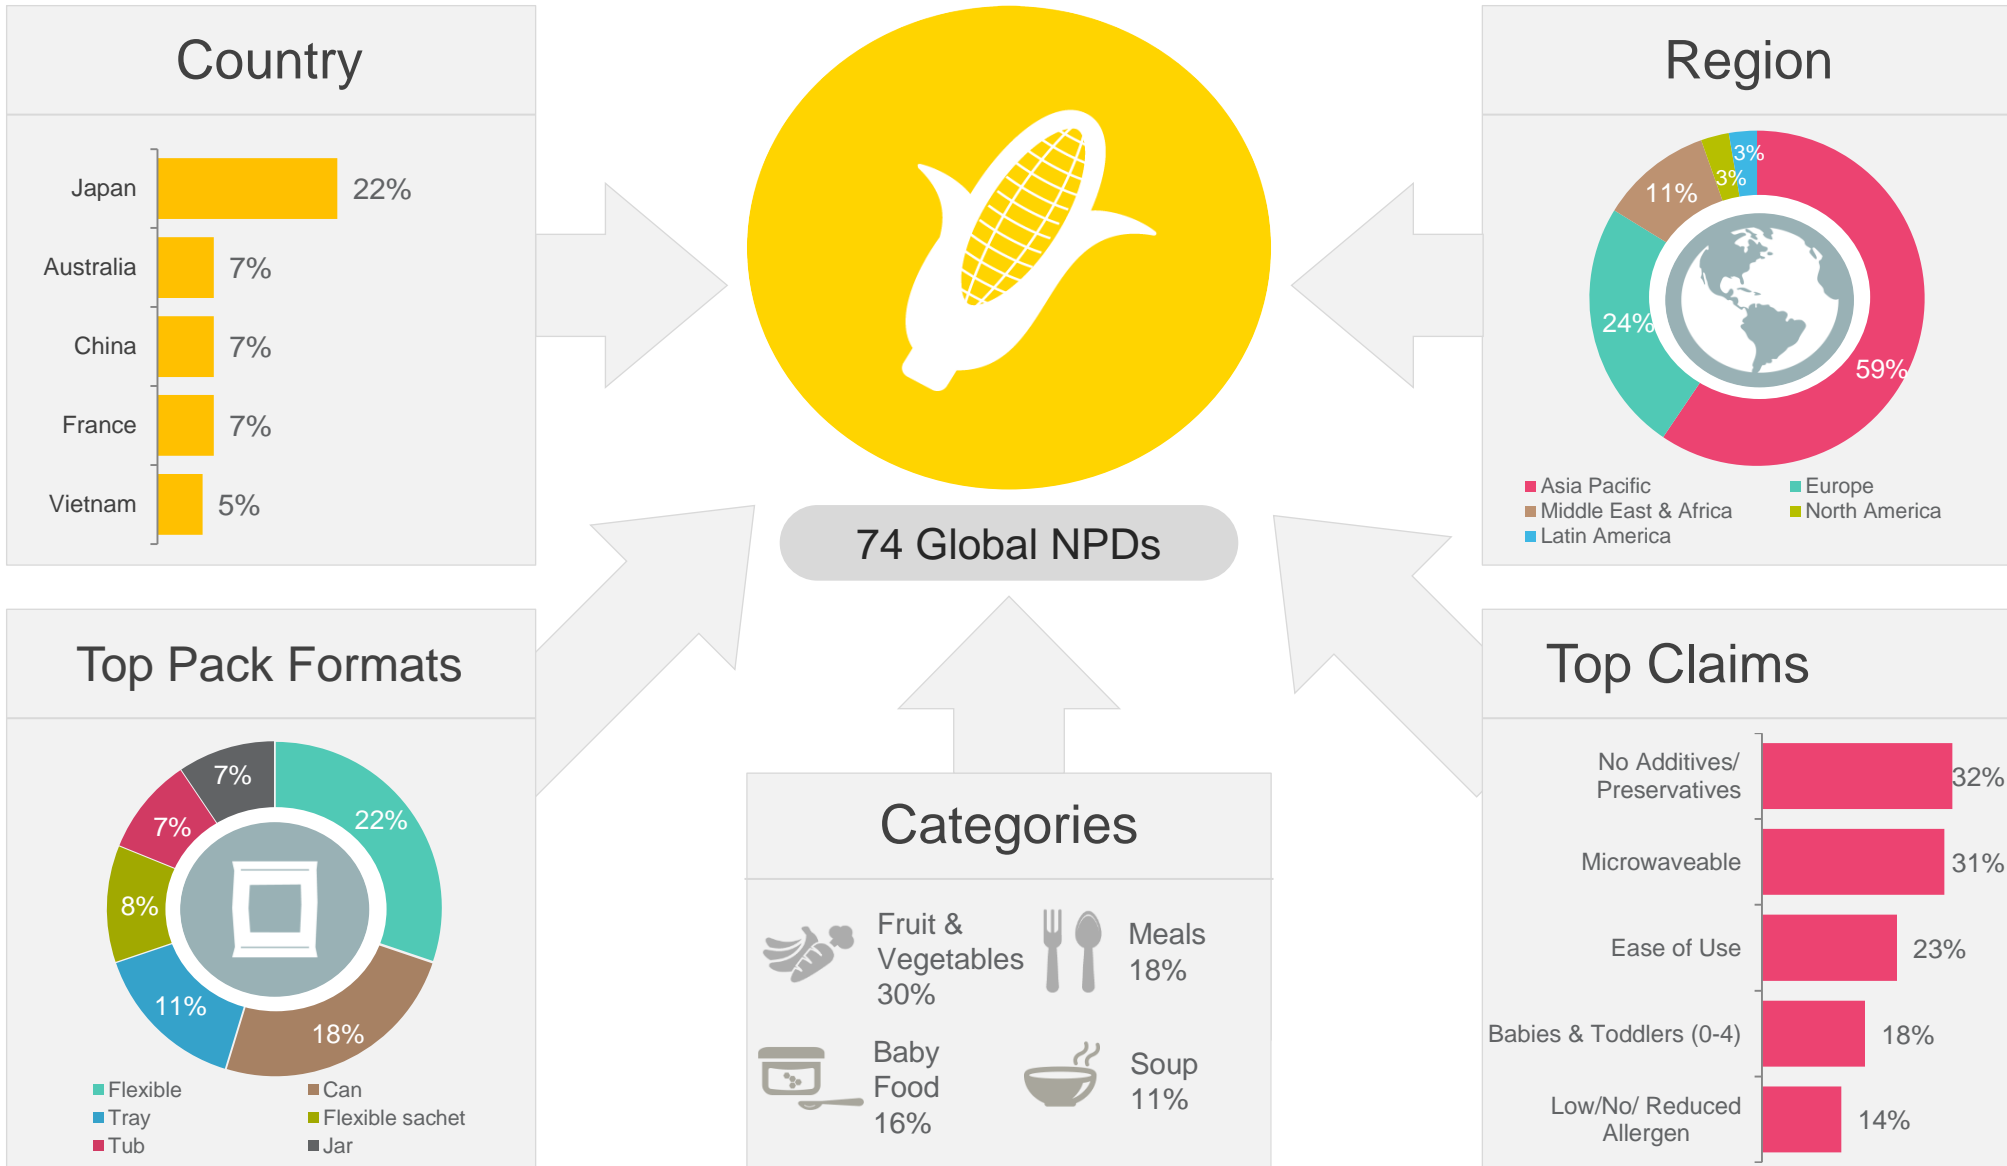 Country
Japan
22%
Australia
7%
China
7%
France
7%
Vietnam
5%
74 Global NPDs
Region
3%
3%
11%
24%
59%
Asia Pacific
Europe
Middle East & Africa
North America
Latin America
Top Pack Formats
7%
22%
7%
8%
11%
18%
Flexible
Can
Tray
Flexible sachet
Tub
Jar
Categories
Fruit &
Vegetables
30%
Meals
18%
Baby
Food
16%
Soup
11%
Top Claims
No Additives/
Preservatives
32%
Microwaveable
31%
Ease of Use
23%
Babies & Toddlers (0-4)
18%
Low/No/ Reduced
Allergen
14%